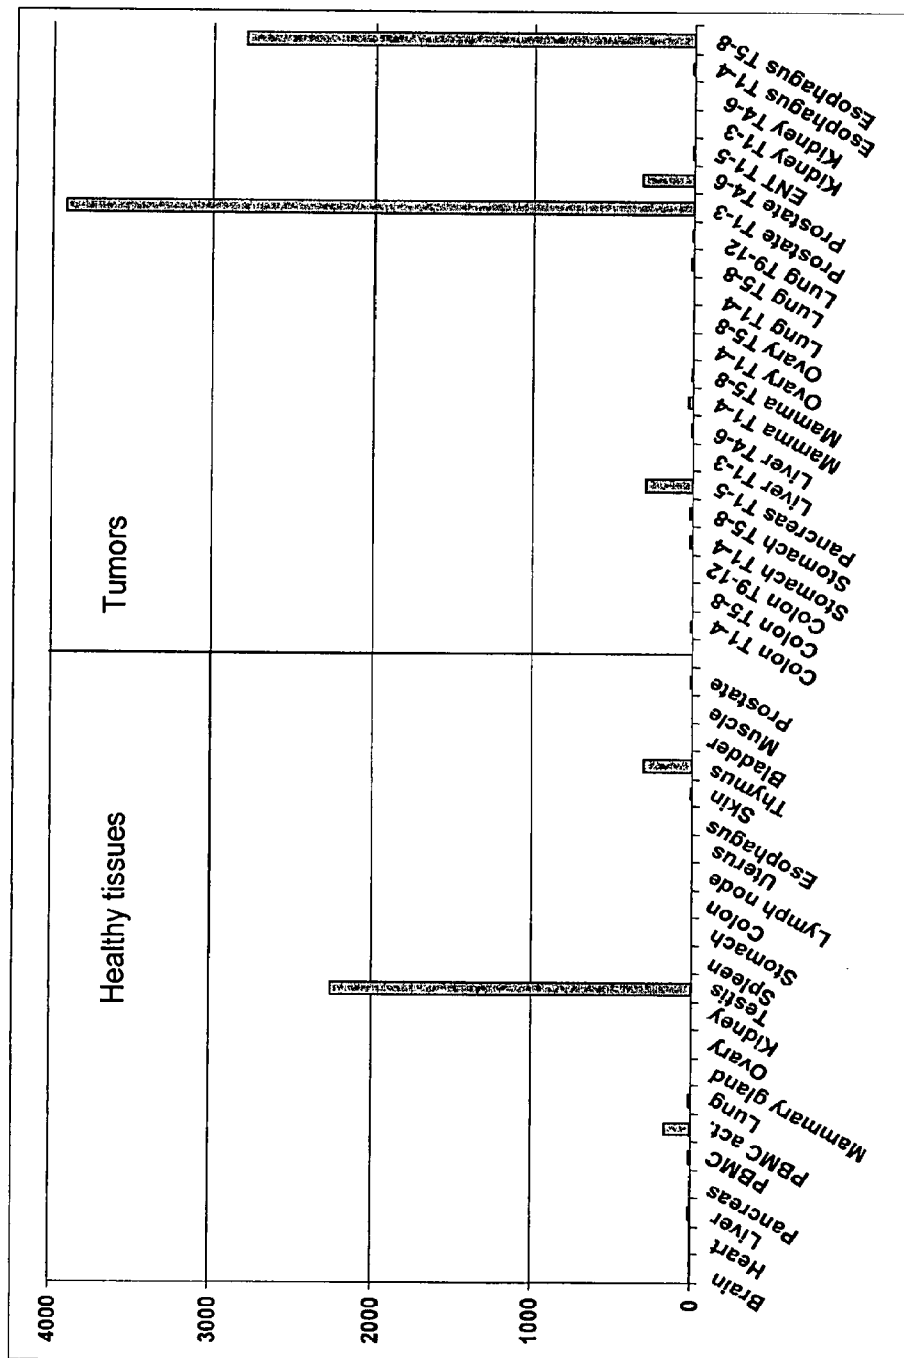 Healthy tissues
Tumors
4000
3000
2000
1000
0
Brain
Heart
Liver
Pancreas
PBMC
PBMC act.
Lung
Mammary gland
Ovary
Kidney
Testis
Spleen
Stomach
Colon
Lymph node
Uterus
Esophagus
Skin
Thymus
Bladder
Muscle
Prostate
Colon T1-4
Colon T5-8
Colon T9-12
Stomach T1-4
Stomach T5-8
Pancreas T1-5
Liver T1-3
Liver T4-6
Mamma T1-4
Mamma T5-8
Ovary T1-4
Ovary T5-8
Lung T1-4
Lung T5-8
Lung T9-12
Prostate T1-3
Prostate T4-6
ENT T1-5
Kidney T1-3
Kidney T4-6
Esophagus T1-4
Esophagus T5-8